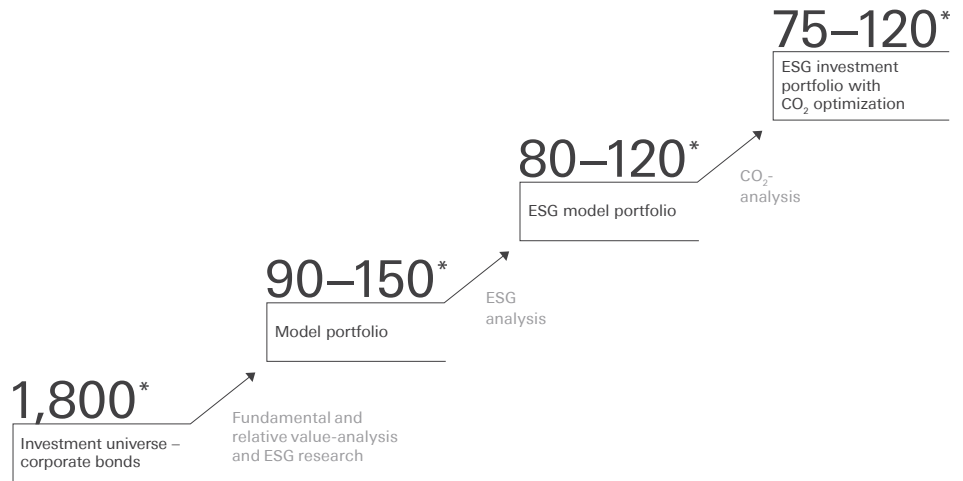 75–120*
ESG investment
portfolio with
CO₂ optimization
80–120*
CO₂-
analysis
ESG model portfolio
90–150*
ESG
analysis
Model portfolio
1,800*
Fundamental and
relative value-analysis
and ESG research
Investment universe –
corporate bonds